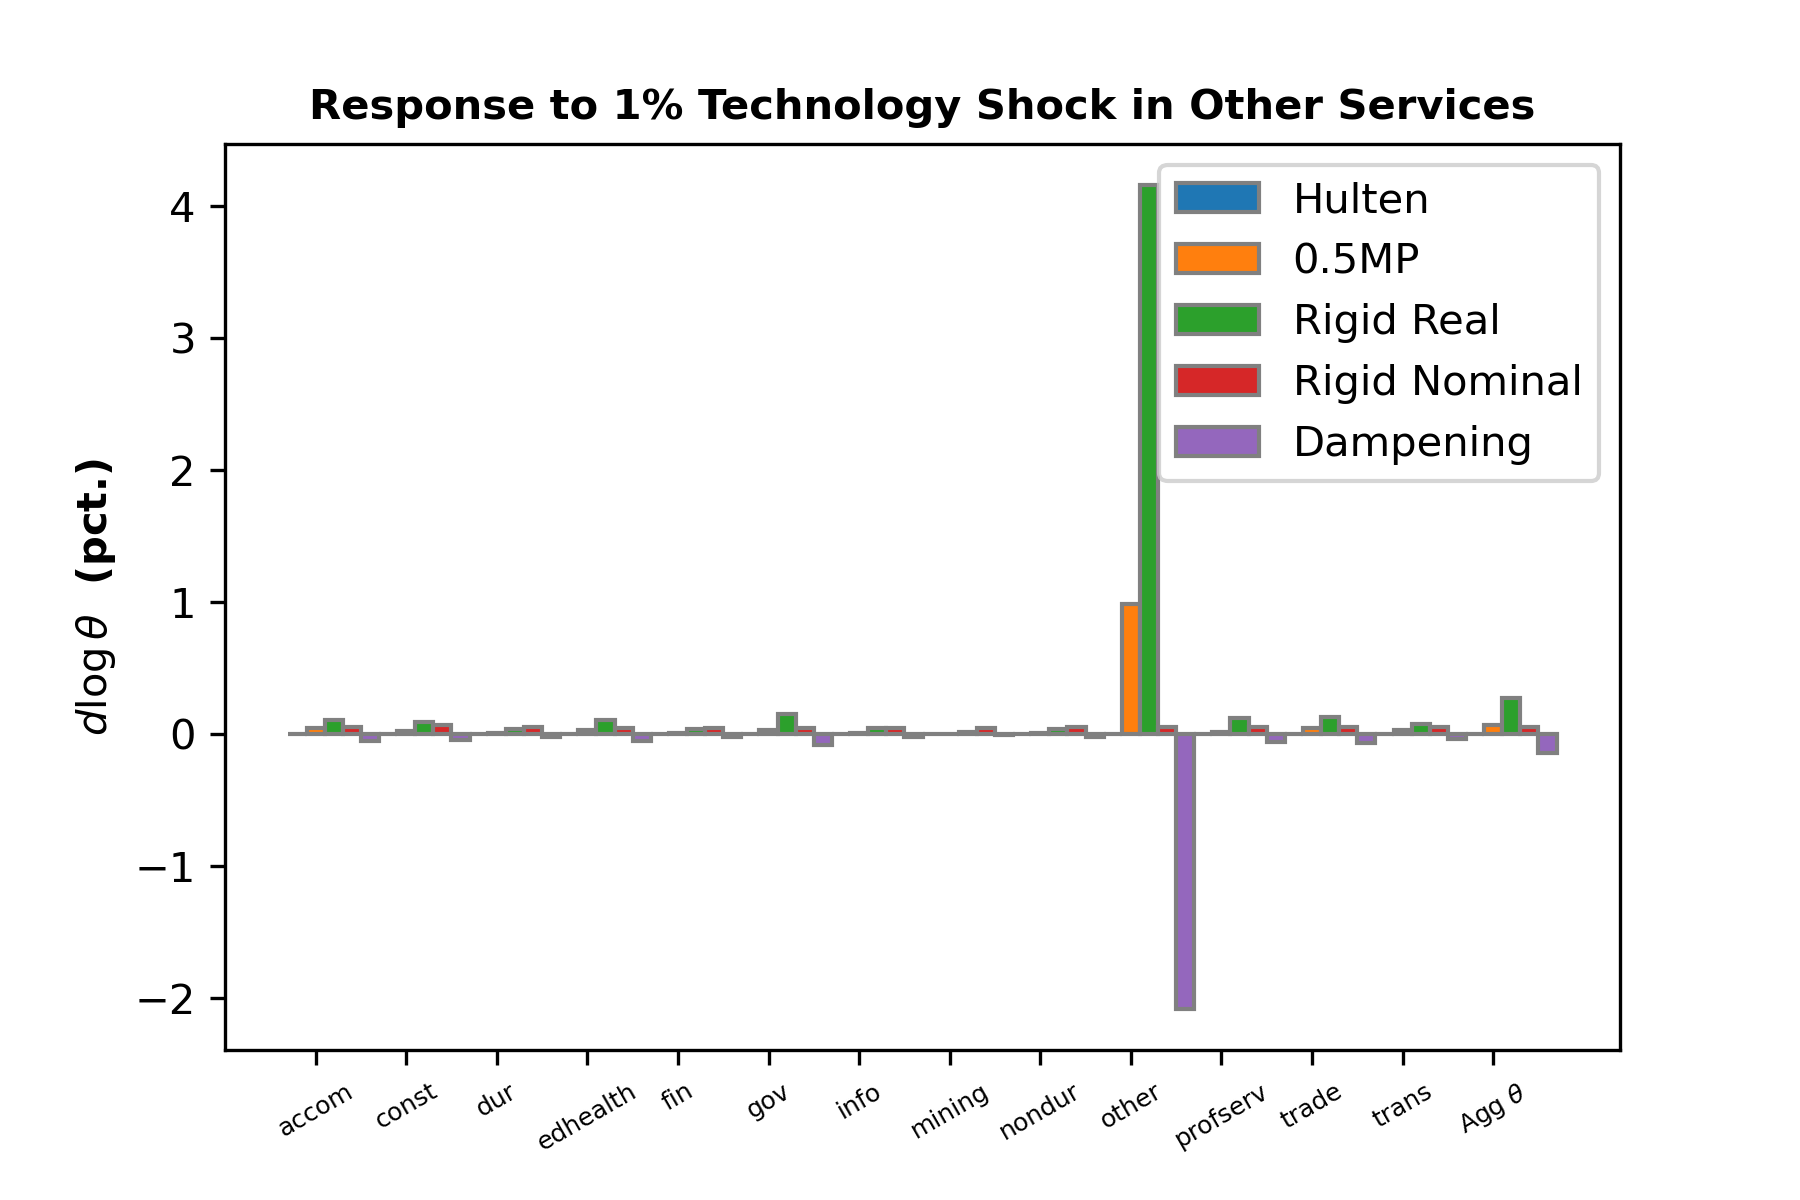 Response to 1% Technology Shock in Other Services
Hulten
0.5MP
Rigid Real
Rigid Nominal
Dampening
dlog θ (pct.)
4
3
2
1
0
−1
−2
accom
const
dur
edhealth
fin
gov
info
mining
nondur
other
profserv
trade
trans
Agg θ